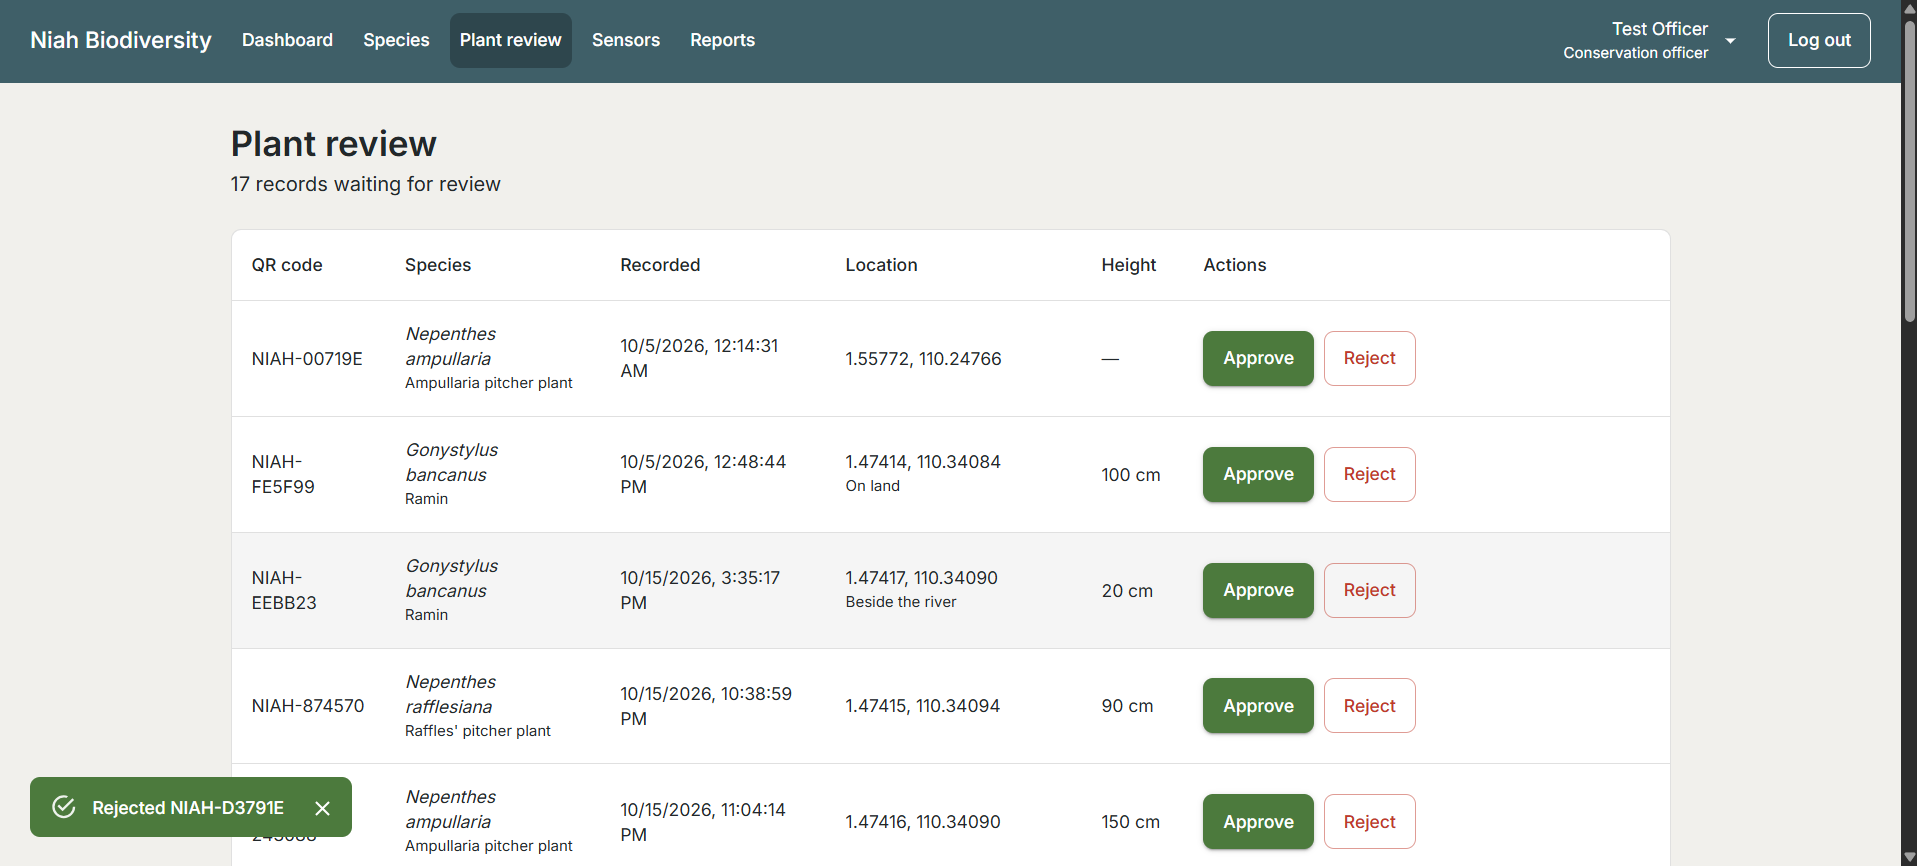 Niah Biodiversity Dashboard Species Plant review Sensors Reports
Test Officer
Conservation officer
Log out
Plant review
17 records waiting for review
QR code Species Recorded Location Height Actions
NIAH-00719E
Nepenthes
ampullaria
Ampullaria pitcher plant
10/5/2026, 12:14:31
AM
1.55772, 110.24766
—
Approve Reject
NIAH-
FE5F99
Gonystylus
bancanus
Ramin
10/5/2026, 12:48:44
PM
1.47414, 110.34084
On land
100 cm
Approve Reject
NIAH-
EEBB23
Gonystylus
bancanus
Ramin
10/15/2026, 3:35:17
PM
1.47417, 110.34090
Beside the river
20 cm
Approve Reject
NIAH-874570
Nepenthes
rafflesiana
Raffles' pitcher plant
10/15/2026, 10:38:59
PM
1.47415, 110.34094
90 cm
Approve Reject
Nepenthes
ampullaria
Ampullaria pitcher plant
10/15/2026, 11:04:14
PM
1.47416, 110.34090
150 cm
Approve Reject
Rejected NIAH-D3791E